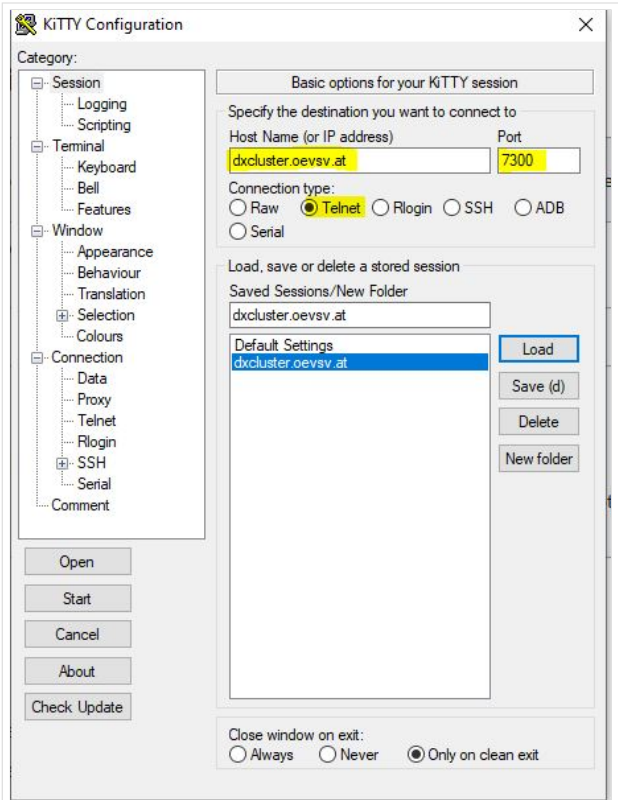 KiTTY Configuration
Category:
Session
Logging
Scripting
Terminal
Keyboard
Bell
Features
Window
Appearance
Behaviour
Translation
Selection
Colours
Connection
Data
Proxy
Telnet
Rlogin
SSH
Serial
Comment
Open
Start
Cancel
About
Check Update
Basic options for your KiTTY session
Specify the destination you want to connect to
Host Name (or IP address) Port
dxcluster.oevsv.at 7300
Connection type:
Raw Telnet Rlogin SSH ADB
Serial
Load, save or delete a stored session
Saved Sessions/New Folder
dxcluster.oevsv.at
Default Settings
dxcluster.oevsv.at
Load
Save (d)
Delete
New folder
Close window on exit:
Always Never Only on clean exit